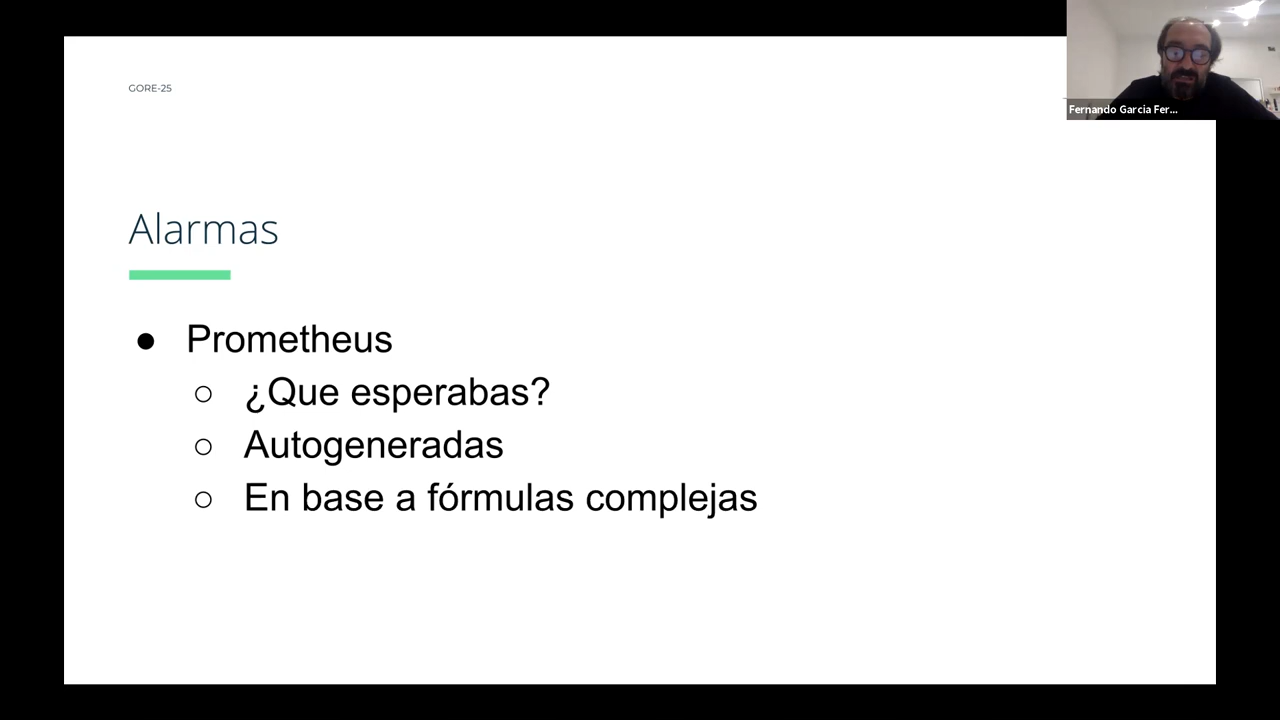 GORE-25
Fernando Garcia Fer...
Alarmas
● Prometheus
○ ¿Que esperabas?
○ Autogeneradas
○ En base a fórmulas complejas